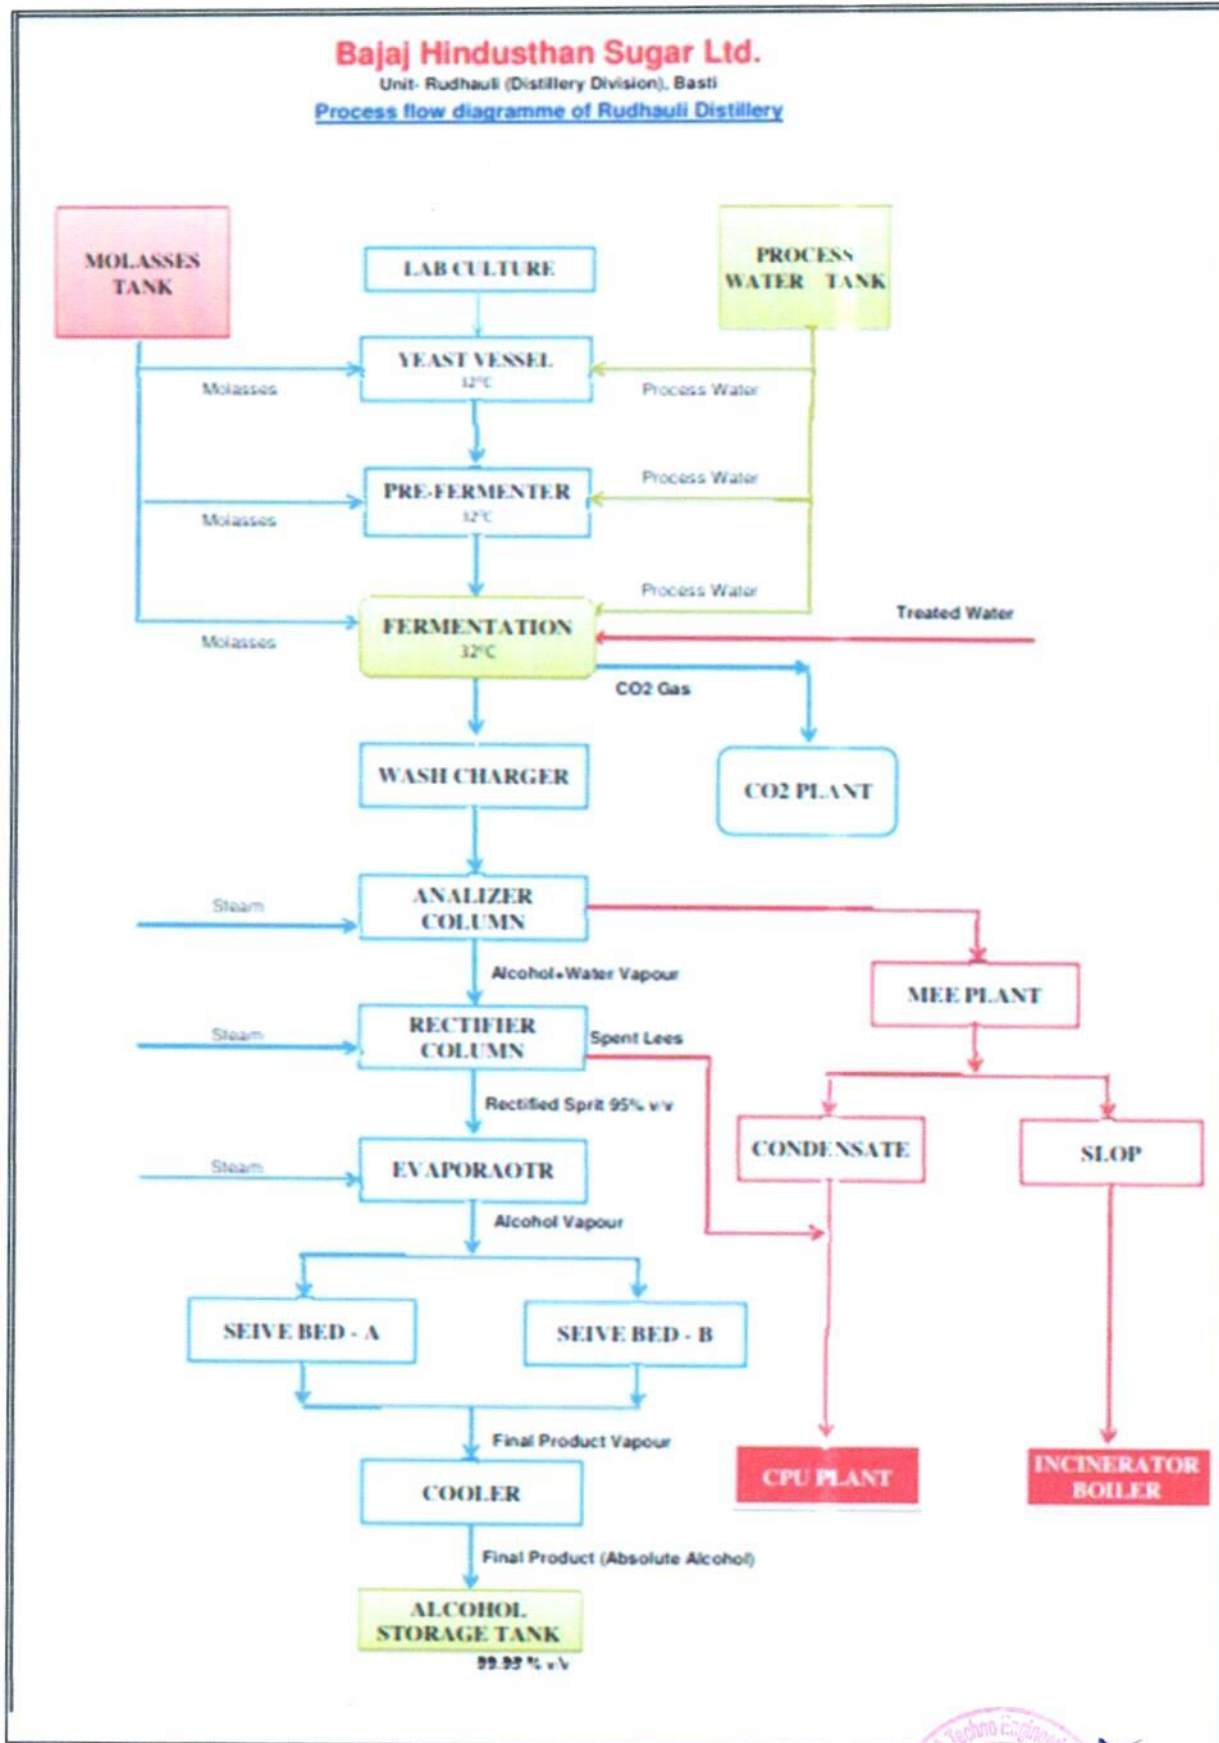 Bajaj Hindusthan Sugar Ltd.
Unit- Rudhauli (Distillery Division), Basti
Process flow diagramme of Rudhauli Distillery
MOLASSES
TANK
LAB CULTURE
PROCESS
WATER TANK
YEAST VESSEL
32°C
Molasses
Process Water
PRE-FERMENTER
32°C
Molasses
Process Water
FERMENTATION
32°C
Molasses
Process Water
Treated Water
CO2 Gas
WASH CHARGER
CO2 PLANT
Steam
ANALIZER
COLUMN
Alcohol+Water Vapour
MEE PLANT
Steam
RECTIFIER
COLUMN
Spent Lees
Rectified Sprit 95% v/v
CONDENSATE
SLOP
Steam
EVAPORAOTR
Alcohol Vapour
SEIVE BED - A
SEIVE BED - B
Final Product Vapour
COOLER
CPU PLANT
INCINERATOR
BOILER
Final Product (Absolute Alcohol)
ALCOHOL
STORAGE TANK
% v/v
Techno